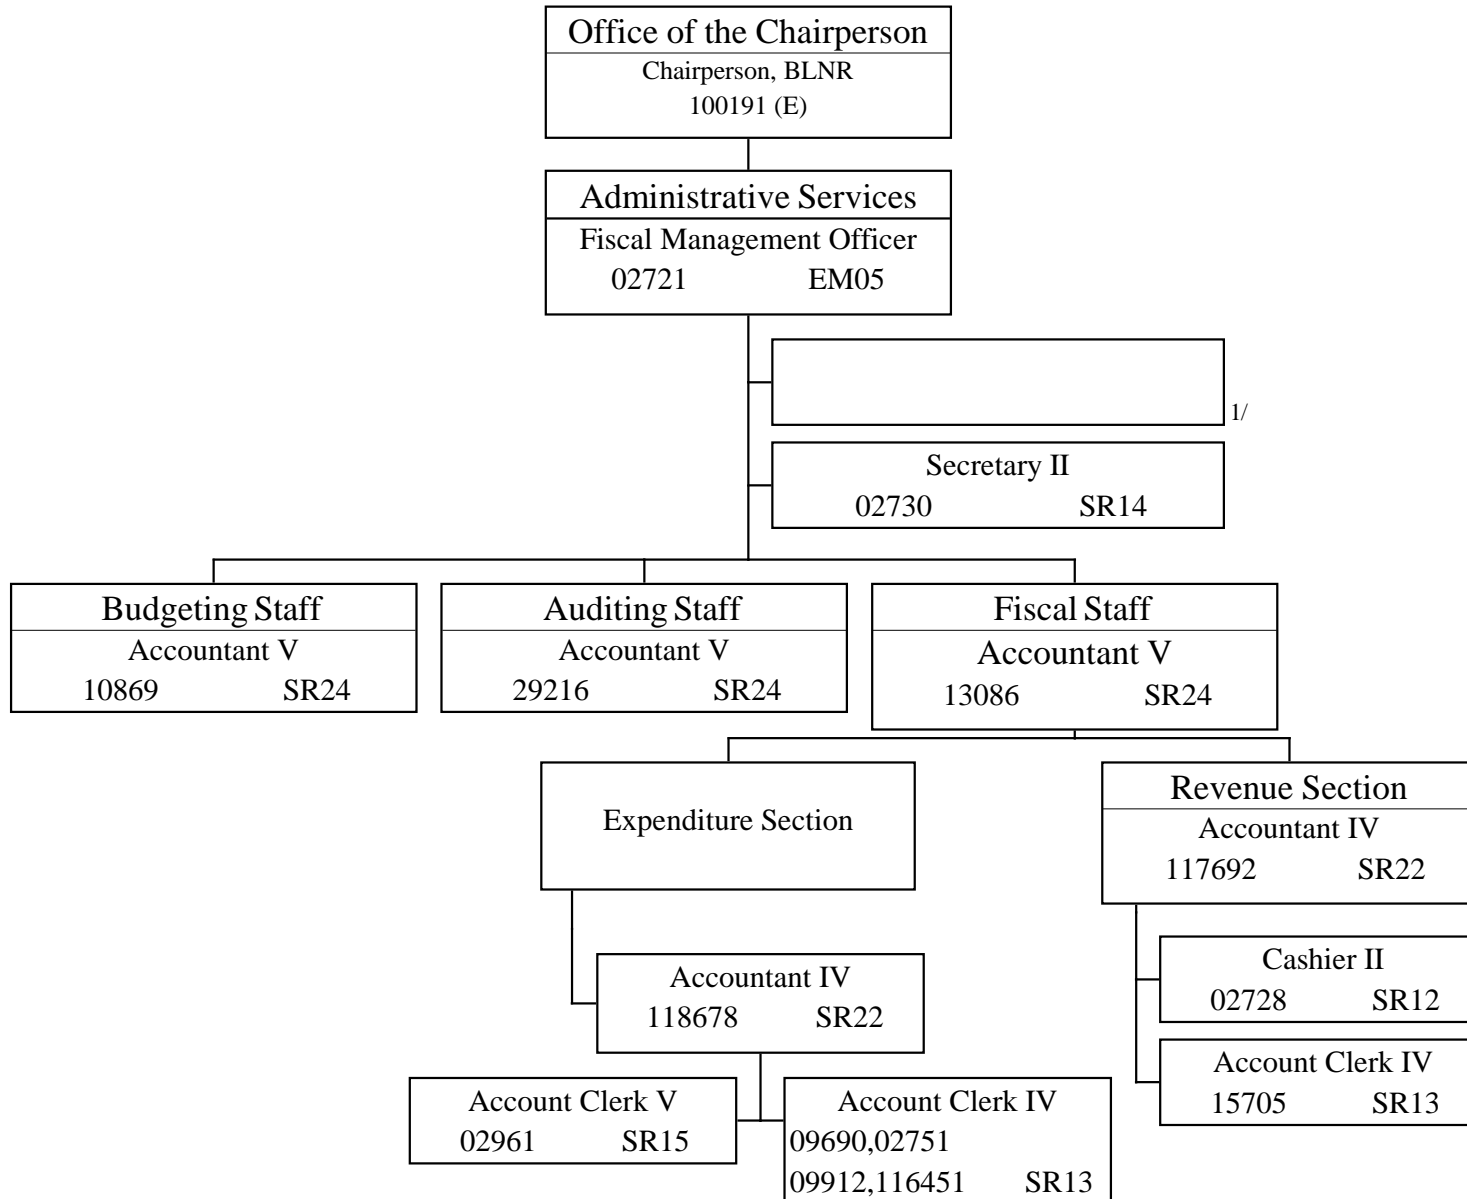 Office of the Chairperson
Chairperson, BLNR
100191 (E)
Administrative Services
Fiscal Management Officer
02721 EM05
1/
Secretary II
02730 SR14
Budgeting Staff
Accountant V
10869 SR24
Auditing Staff
Accountant V
29216 SR24
Fiscal Staff
Accountant V
13086 SR24
Expenditure Section
Revenue Section
Accountant IV
117692 SR22
Accountant IV
118678 SR22
Cashier II
02728 SR12
Account Clerk IV
15705 SR13
Account Clerk V
02961 SR15
Account Clerk IV
09690,02751
09912,116451 SR13